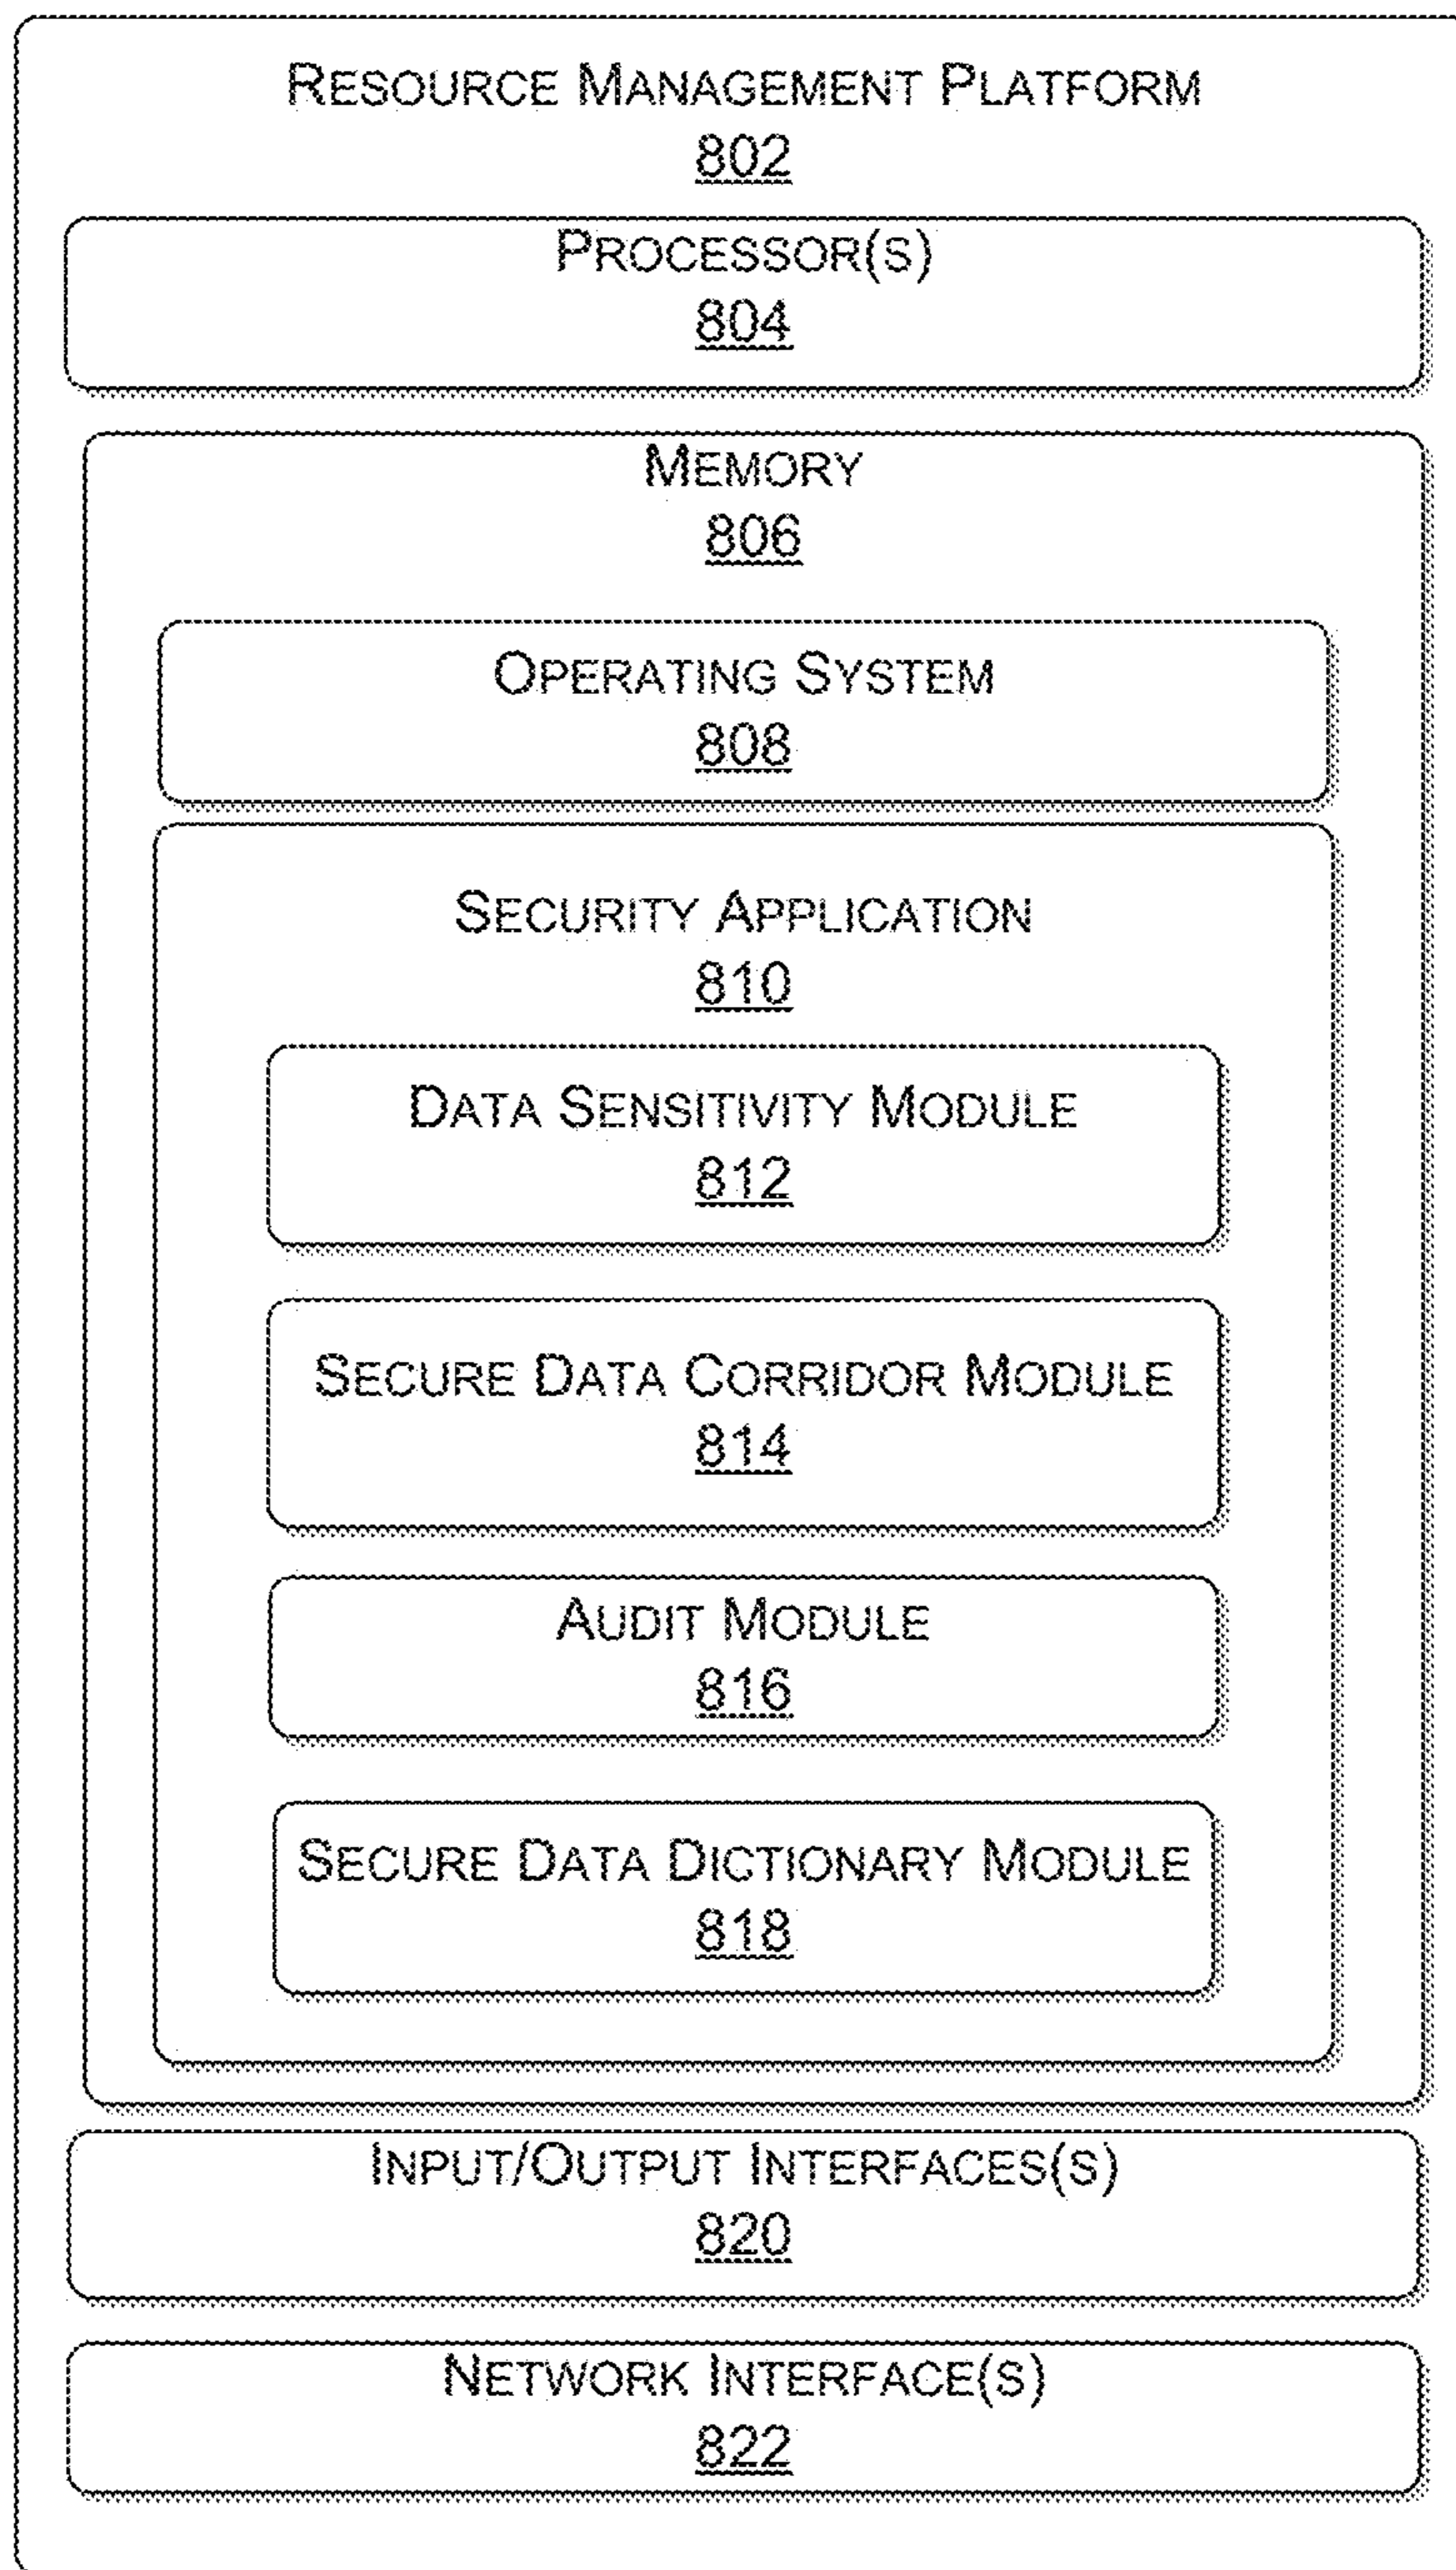 RESOURCE MANAGEMENT PLATFORM
802
PROCESSOR(S)
804
MEMORY
806
OPERATING SYSTEM
808
SECURITY APPLICATION
810
DATA SENSITIVITY MODULE
812
SECURE DATA CORRIDOR MODULE
814
AUDIT MODULE
816
SECURE DATA DICTIONARY MODULE
818
INPUT/OUTPUT INTERFACES(S)
820
NETWORK INTERFACE(S)
822